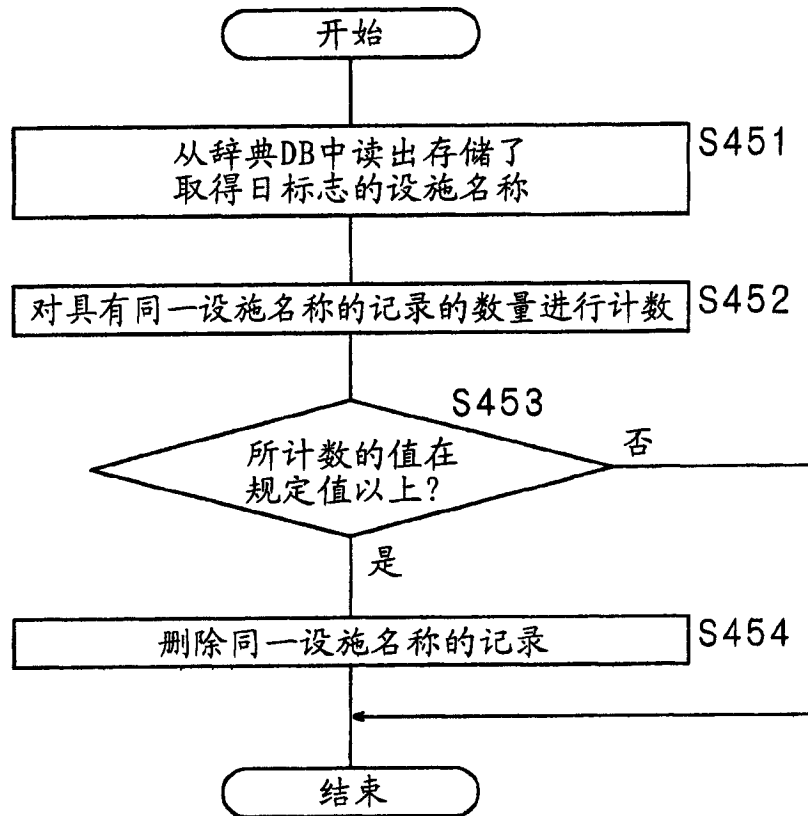 开始
从辞典DB中读出存储了
取得日标志的设施名称
S451
对具有同一设施名称的记录的数量进行计数
S452
S453
所计数的值在
规定值以上?
否
是
删除同一设施名称的记录
S454
结束